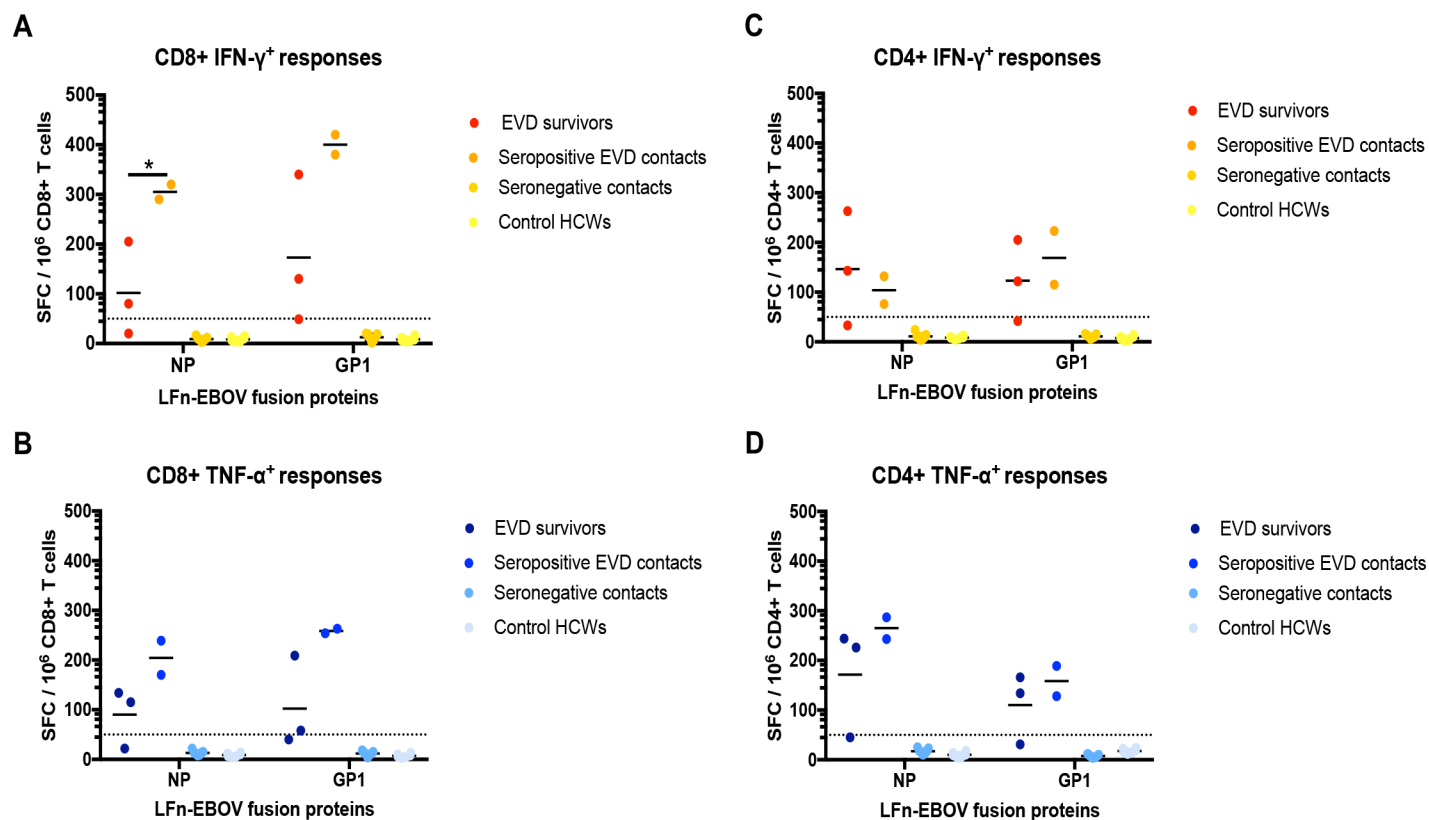 A
CD8+ IFN-γ⁺ responses
SFC / 10⁶ CD8+ T cells
500
400
300
200
100
0
*
NP
GP1
LFn-EBOV fusion proteins
EVD survivors
Seropositive EVD contacts
Seronegative contacts
Control HCWs
C
CD4+ IFN-γ⁺ responses
SFC / 10⁶ CD4+ T cells
500
400
300
200
100
0
NP
GP1
LFn-EBOV fusion proteins
EVD survivors
Seropositive EVD contacts
Seronegative contacts
Control HCWs
B
CD8+ TNF-α⁺ responses
SFC / 10⁶ CD8+ T cells
500
400
300
200
100
0
NP
GP1
LFn-EBOV fusion proteins
EVD survivors
Seropositive EVD contacts
Seronegative contacts
Control HCWs
D
CD4+ TNF-α⁺ responses
SFC / 10⁶ CD4+ T cells
500
400
300
200
100
0
NP
GP1
LFn-EBOV fusion proteins
EVD survivors
Seropositive EVD contacts
Seronegative contacts
Control HCWs